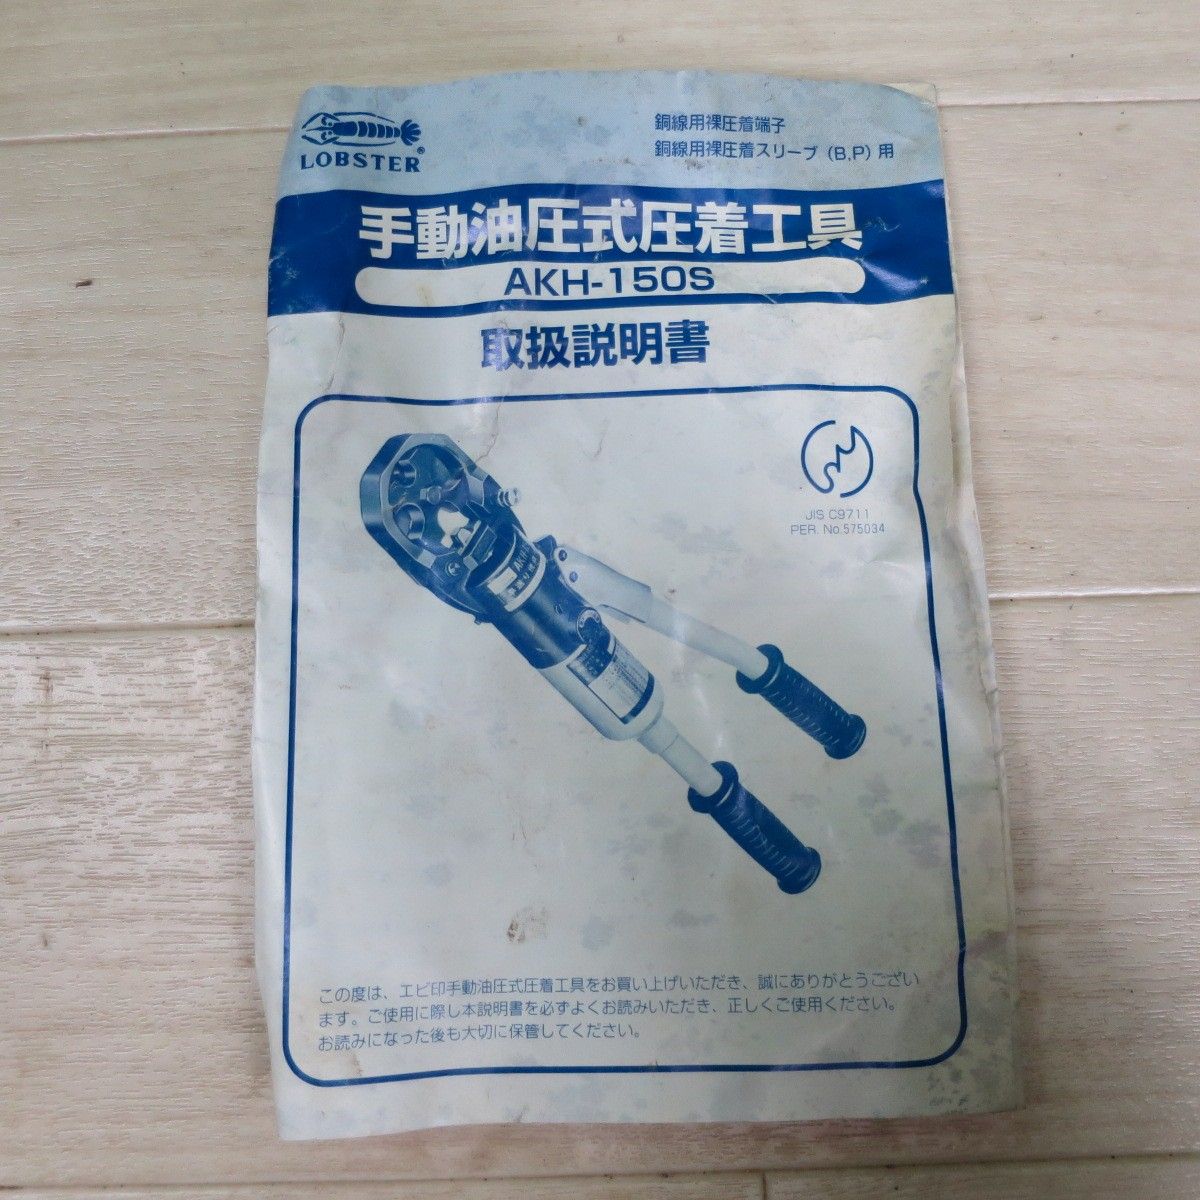 LOBSTER®
銅線用裸圧着端子
銅線用裸圧着スリーブ (B,P) 用
手動油圧式圧着工具
AKH-150S
取扱説明書
JIS C9711
PER. No.575034
この度は、エビ印手動油圧式圧着工具をお買い上げいただき、誠にありがとうござい
ます。ご使用に際し本説明書を必ずよくお読みいただき、正しくご使用ください。
お読みになった後も大切に保管してください。